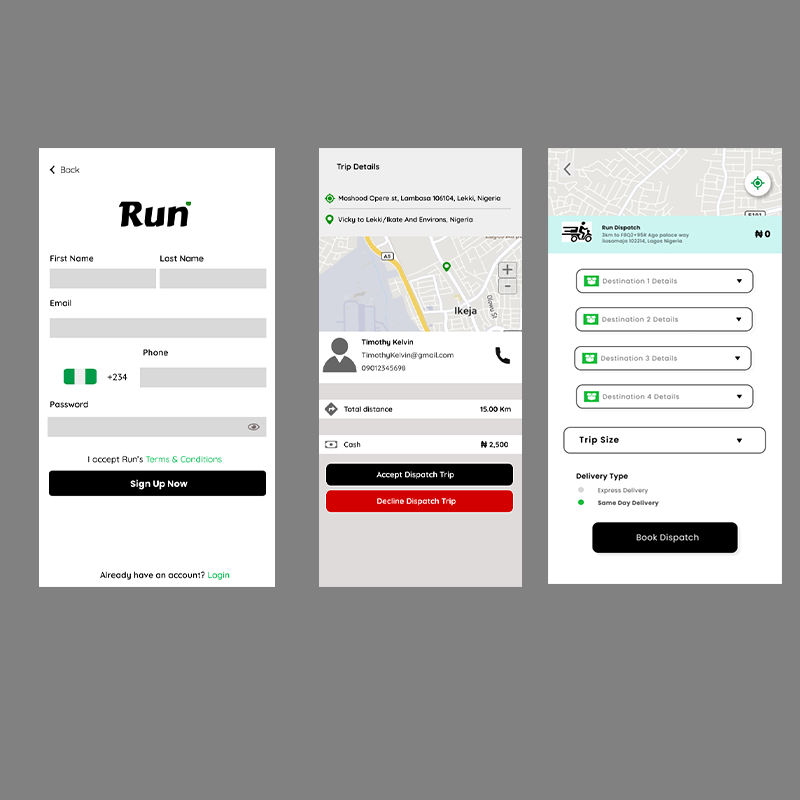 Back
Run
First Name
Last Name
Email
Phone
+234
Password
I accept Run's Terms & Conditions
Sign Up Now
Already have an account? Login
Trip Details
Moshood Opere st, Lambasa 106104, Lekki, Nigeria
Vicky to Lekki/Ikate And Environs, Nigeria
A5
Ikeja
Olowu St
Timothy Kelvin
TimothyKelvin@gmail.com
09012345698
Total distance
15.00 Km
Cash
₦ 2,500
Accept Dispatch Trip
Decline Dispatch Trip
Run Dispatch
3km to F8Q2+95R Ago palace way
ilasamaja 102214, Lagos Nigeria
₦ 0
Destination 1 Details
Destination 2 Details
Destination 3 Details
Destination 4 Details
Trip Size
Delivery Type
Express Delivery
Same Day Delivery
Book Dispatch